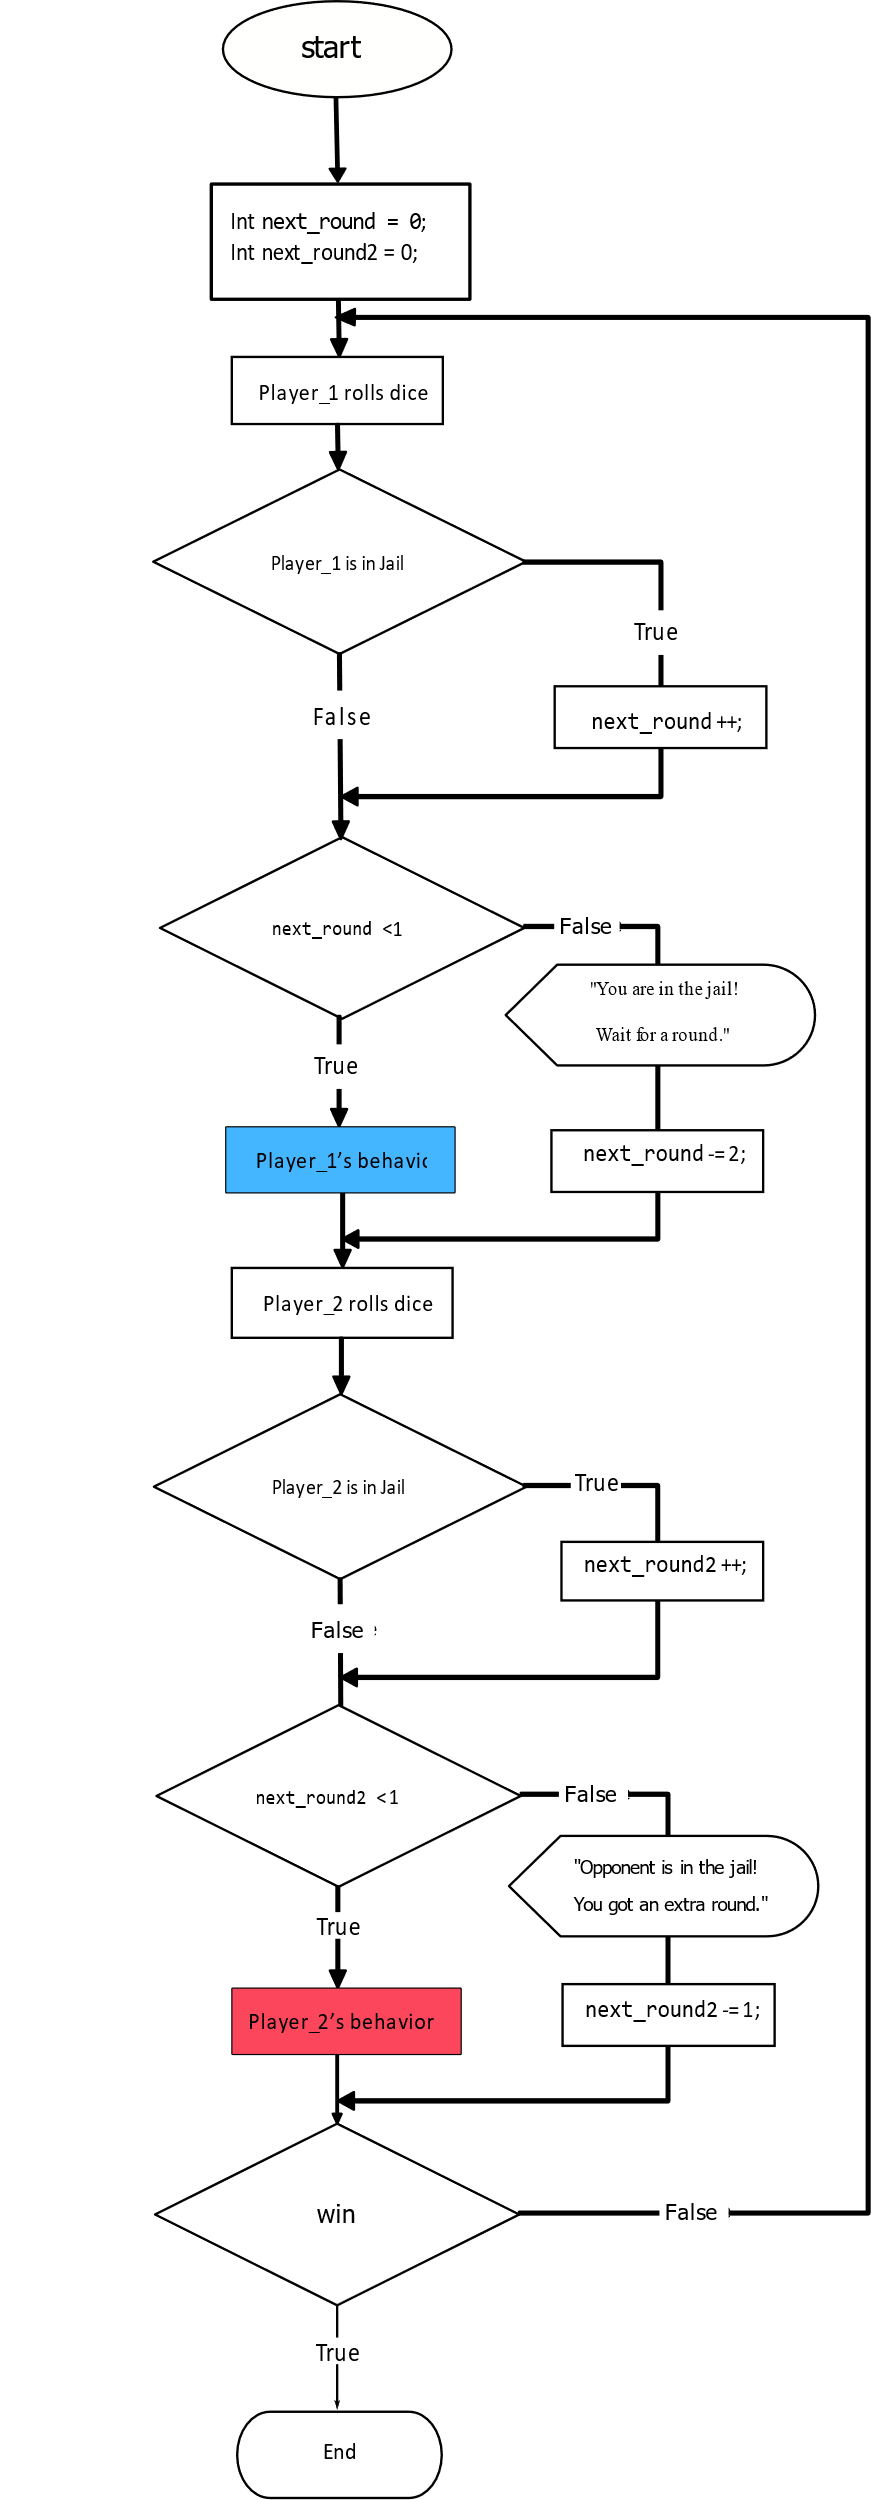 start
Int next_round = 0;
Int next_round2 = 0;
Player_1 rolls dice
Player_1 is in Jail
True
False
next_round ++;
next_round <1
False
"You are in the jail!
Wait for a round."
True
Player_1's behavic
next_round -= 2;
Player_2 rolls dice
Player_2 is in Jail
True
next_round2 ++;
False
next_round2 <1
False
"Opponent is in the jail!
You got an extra round."
True
Player_2's behavior
next_round2 -= 1;
win
False
True
End